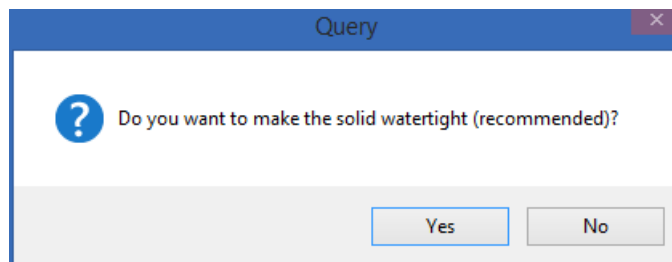 Query
Do you want to make the solid watertight (recommended)?
Yes
No